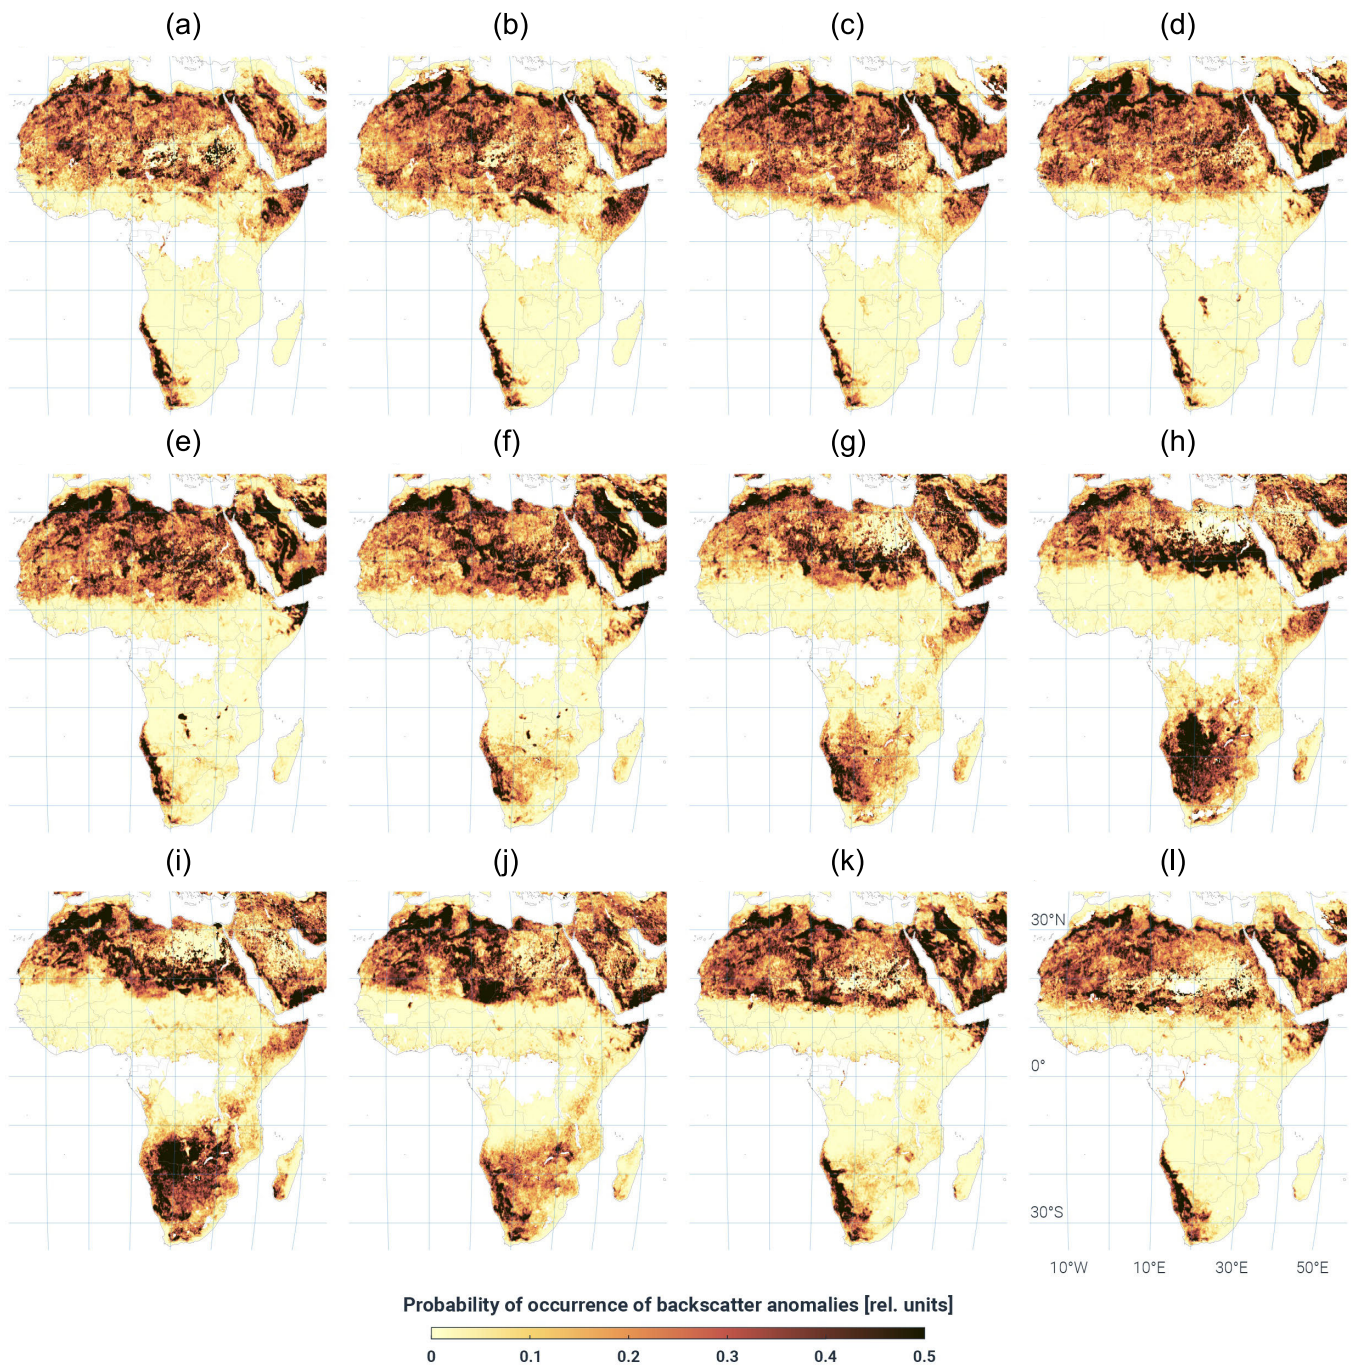 (a) (b) (c) (d)
(e) (f) (g) (h)
(i) (j) (k) (l)
30°N
0°
30°S
10°W 10°E 30°E 50°E
Probability of occurrence of backscatter anomalies [rel. units]
0 0.1 0.2 0.3 0.4 0.5